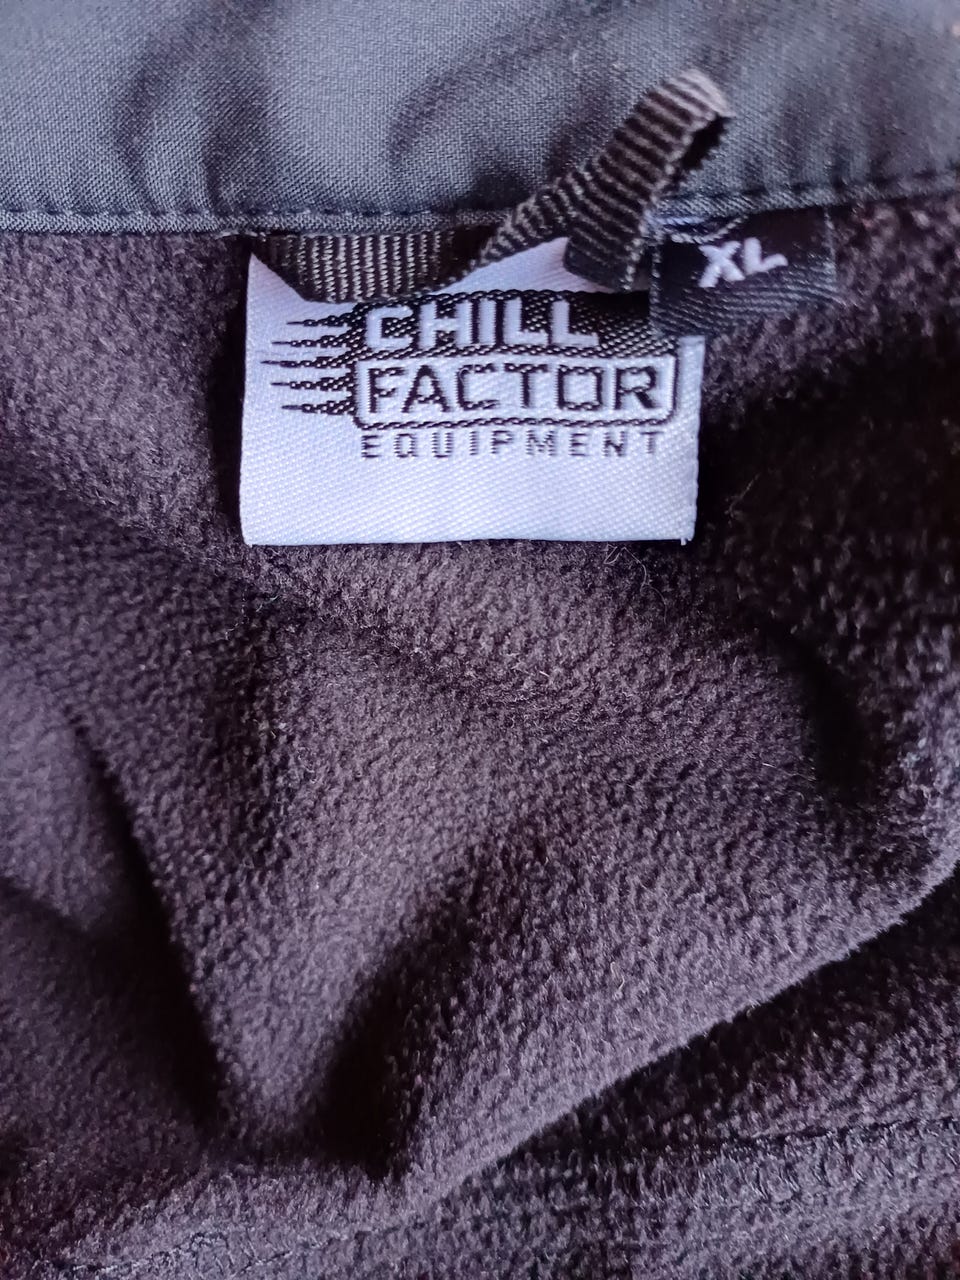 XL
CHILL
FACTOR
EQUIPMENT